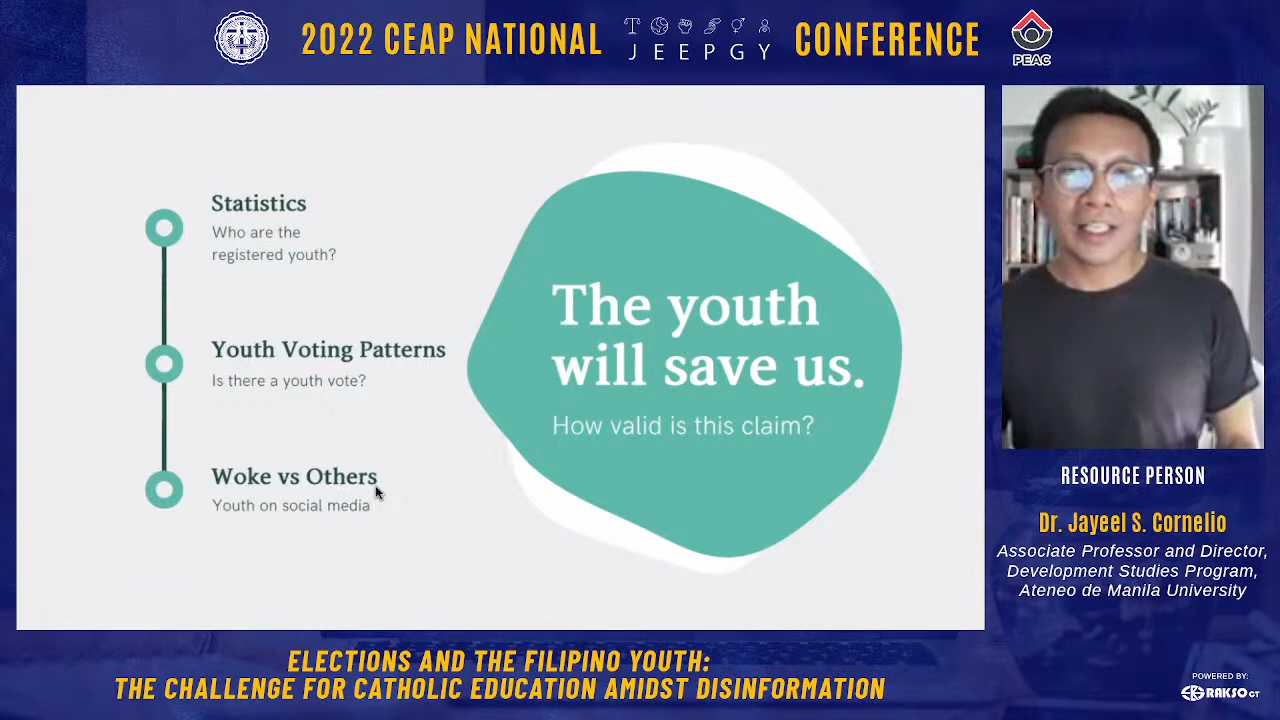 2022 CEAP NATIONAL JEEPGY CONFERENCE
PEAC
Statistics
Who are the
registered youth?
Youth Voting Patterns
Is there a youth vote?
Woke vs Others
Youth on social media
The youth
will save us.
How valid is this claim?
RESOURCE PERSON
Dr. Jayeel S. Cornelio
Associate Professor and Director,
Development Studies Program,
Ateneo de Manila University
ELECTIONS AND THE FILIPINO YOUTH:
THE CHALLENGE FOR CATHOLIC EDUCATION AMIDST DISINFORMATION
POWERED BY:
RAKSO CT